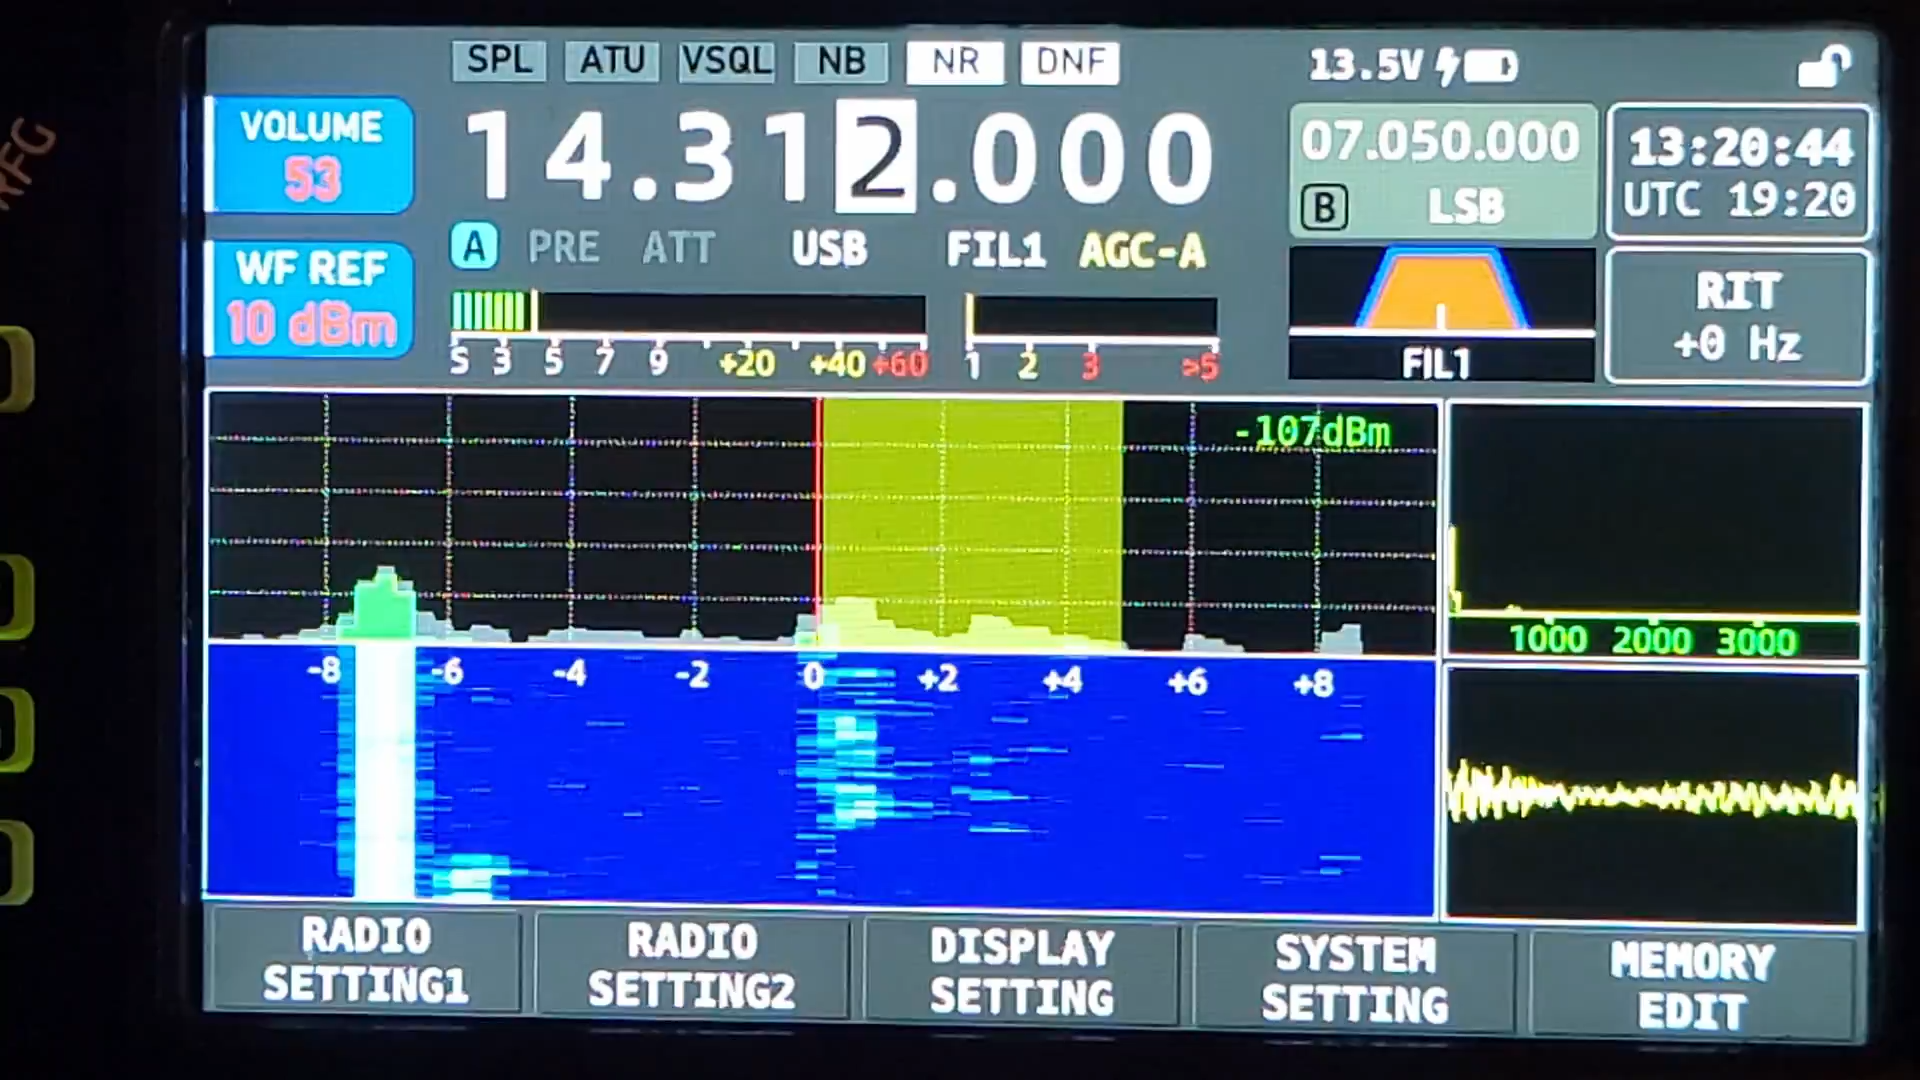 SPL ATU VSQL NB NR DNF 13.5V
VOLUME
53
14.312.000
07.050.000
B LSB
13:20:44
UTC 19:20
RFG
WF REF
10 dBm
A PRE ATT USB FIL1 AGC-A
S 3 5 7 9 +20 +40 +60
1 2 3 >5
FIL1
RIT
+0 Hz
-107dBm
1000 2000 3000
-8 -6 -4 -2 0 +2 +4 +6 +8
RADIO
SETTING1
RADIO
SETTING2
DISPLAY
SETTING
SYSTEM
SETTING
MEMORY
EDIT